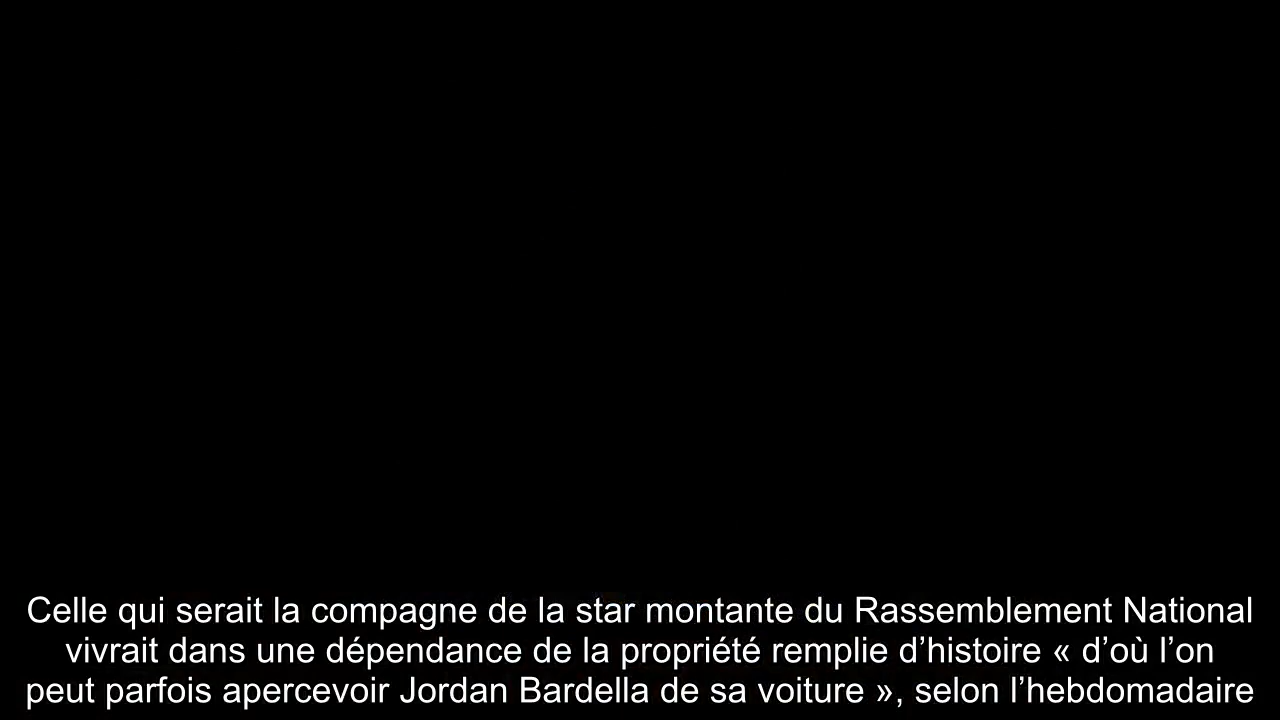 Celle qui serait la compagne de la star montante du Rassemblement National
vivrait dans une dépendance de la propriété remplie d’histoire « d’où l’on
peut parfois apercevoir Jordan Bardella de sa voiture », selon l’hebdomadaire